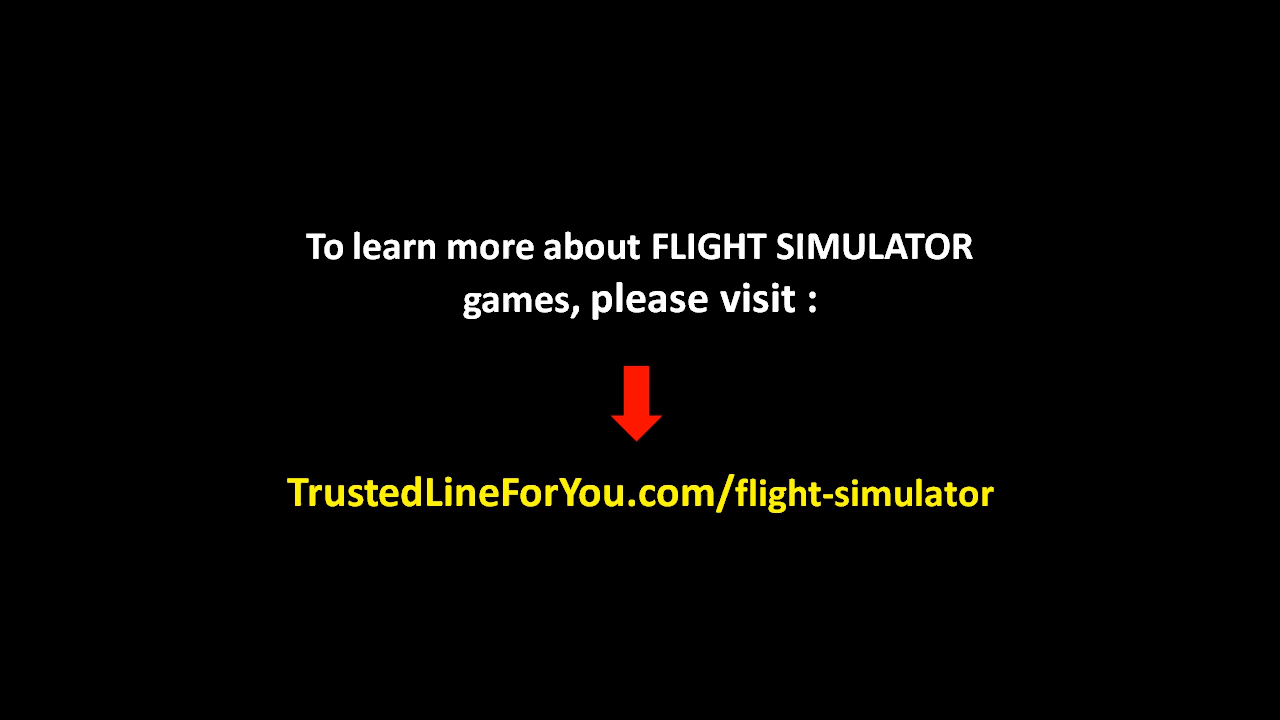 To learn more about FLIGHT SIMULATOR
games, please visit :
TrustedLineForYou.com/flight-simulator